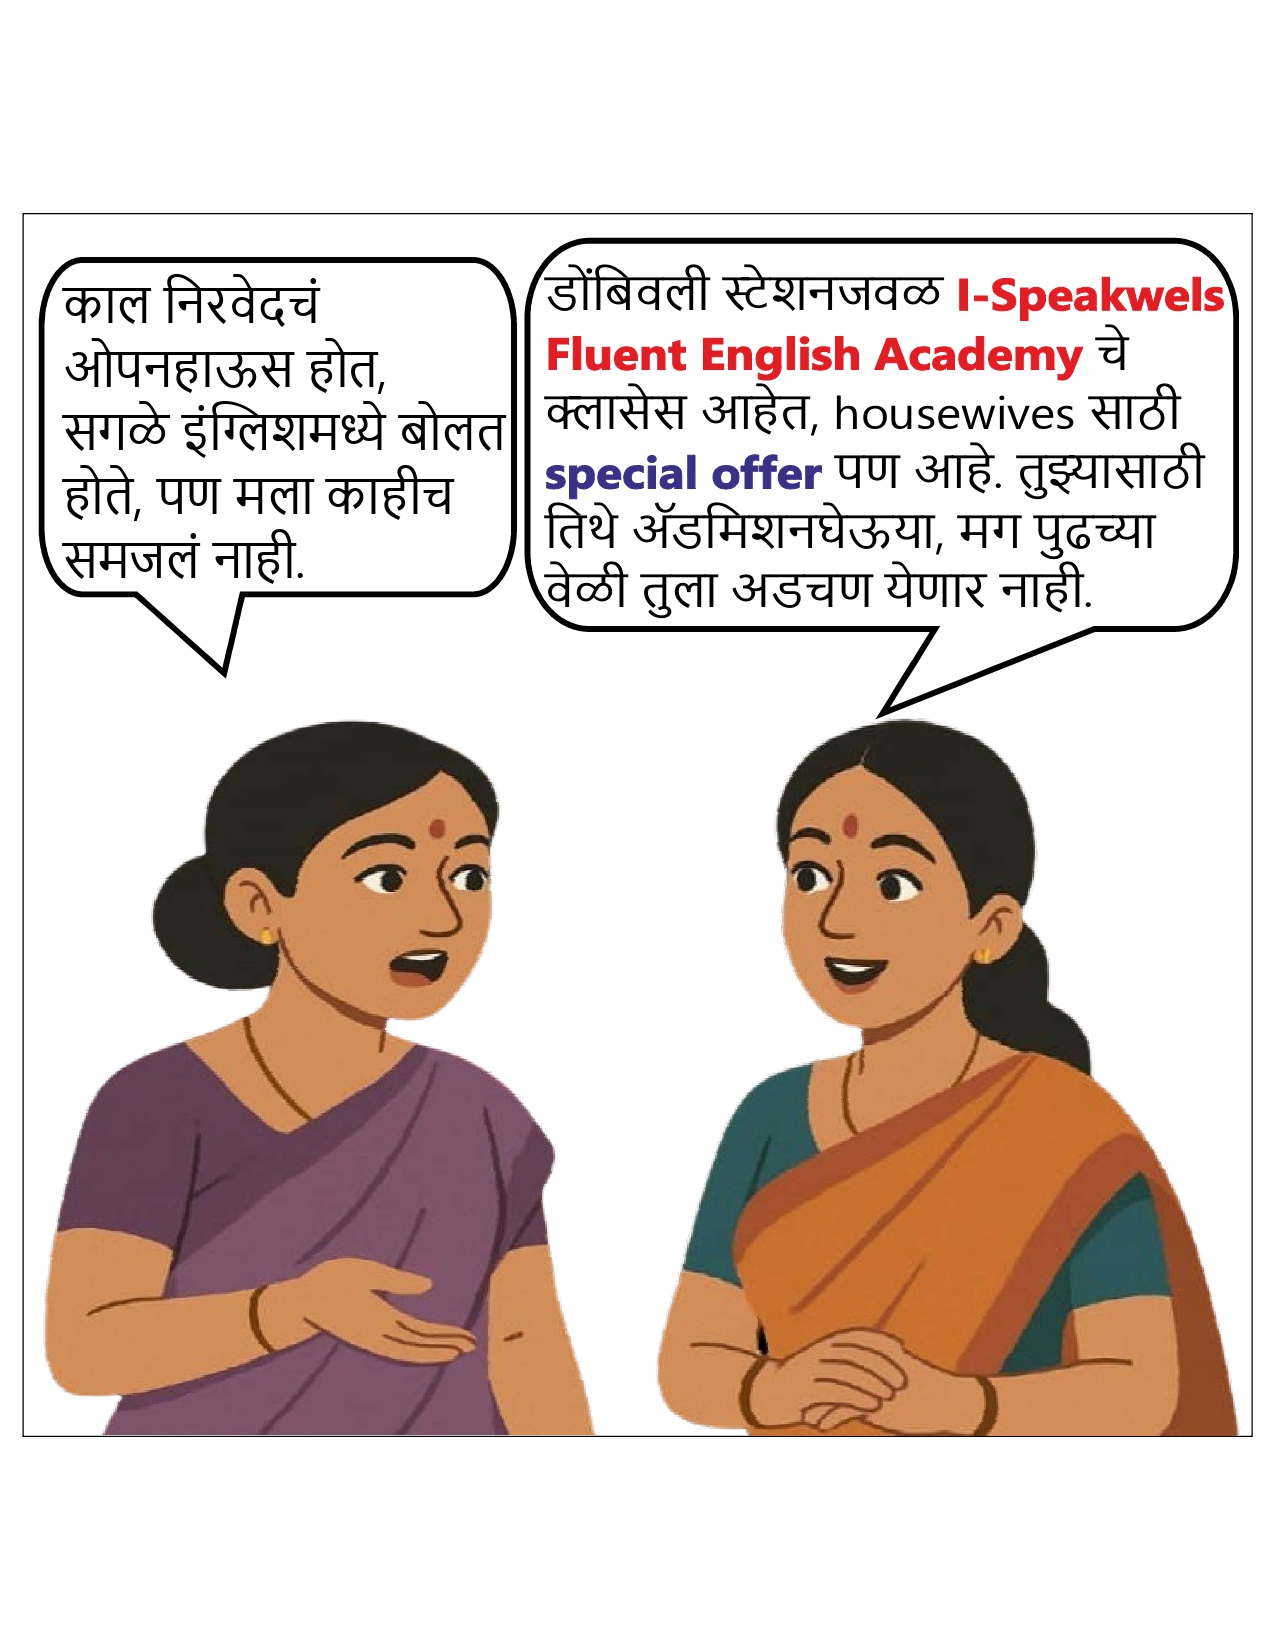 काल निरवेदचं
ओपनहाऊस होत,
सगळे इंग्लिशमध्ये बोलत
होते, पण मला काहीच
समजलं नाही.
डोंबिवली स्टेशनजवळ I-Speakwels
Fluent English Academy चे
क्लासेस आहेत, housewives साठी
special offer पण आहे. तुझ्यासाठी
तिथे ॲडमिशनघेऊया, मग पुढच्या
वेळी तुला अडचण येणार नाही.